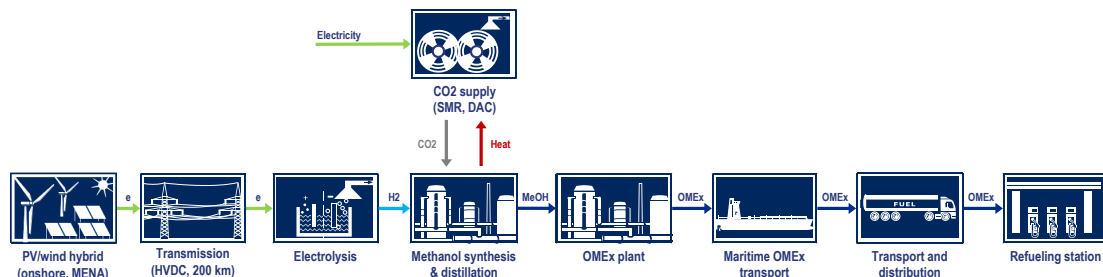 Electricity
CO2 supply
(SMR, DAC)
CO2
Heat
e
e
H2
MeOH
OMEx
OMEx
OMEx
FUEL
PV/wind hybrid
(onshore, MENA)
Transmission
(HVDC, 200 km)
Electrolysis
Methanol synthesis
& distillation
OMEx plant
Maritime OMEx
transport
Transport and
distribution
Refueling station